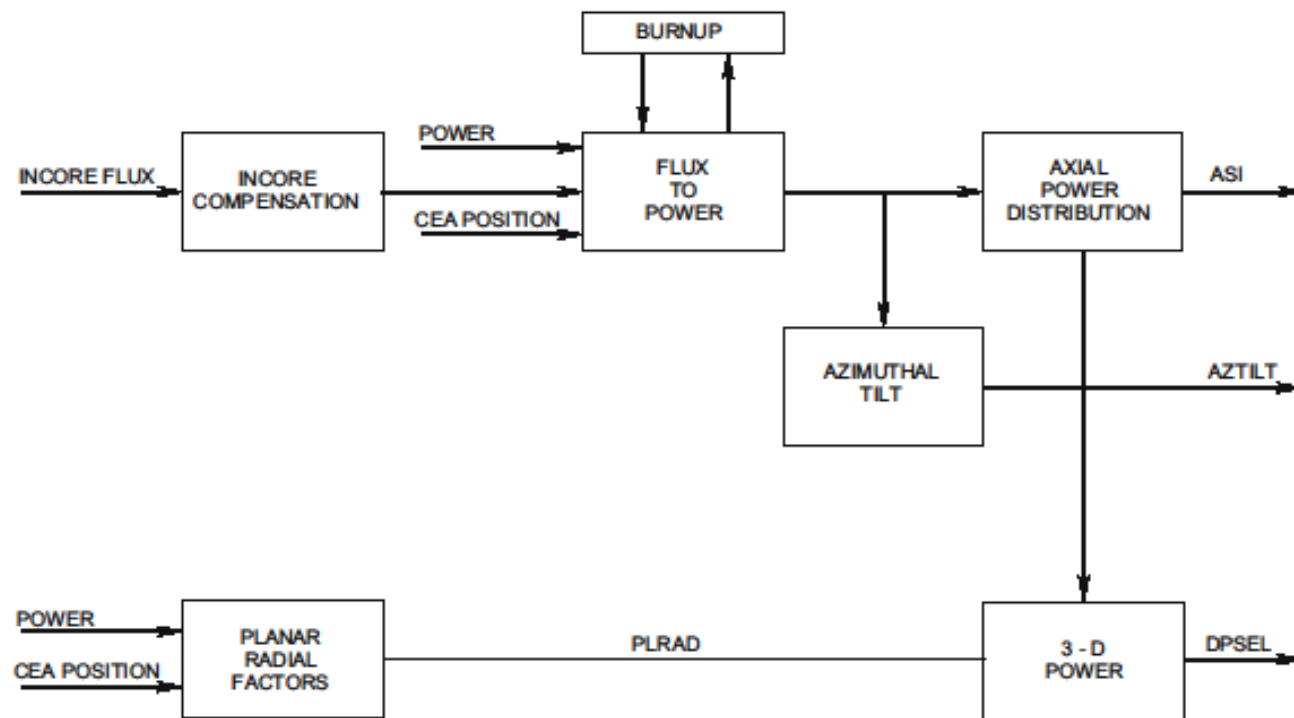 BURNUP
POWER
INCORE FLUX
INCORE
COMPENSATION
CEA POSITION
FLUX
TO
POWER
AXIAL
POWER
DISTRIBUTION
ASI
AZIMUTHAL
TILT
AZTILT
POWER
CEA POSITION
PLANAR
RADIAL
FACTORS
PLRAD
3 - D
POWER
DPSEL